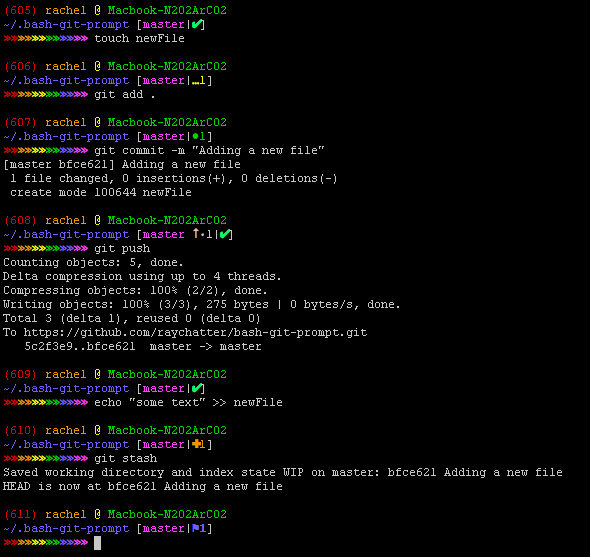 (605) rachel @ Macbook-N202ArC02
~/.bash-git-prompt [master|✔]
»»»»»»»»»»»» touch newFile
(606) rachel @ Macbook-N202ArC02
~/.bash-git-prompt [master|…1]
»»»»»»»»»»»» git add .
(607) rachel @ Macbook-N202ArC02
~/.bash-git-prompt [master|●1]
»»»»»»»»»»»» git commit -m "Adding a new file"
[master bfce621] Adding a new file
 1 file changed, 0 insertions(+), 0 deletions(-)
 create mode 100644 newFile
(608) rachel @ Macbook-N202ArC02
~/.bash-git-prompt [master ↑·1|✔]
»»»»»»»»»»»» git push
Counting objects: 5, done.
Delta compression using up to 4 threads.
Compressing objects: 100% (2/2), done.
Writing objects: 100% (3/3), 275 bytes | 0 bytes/s, done.
Total 3 (delta 1), reused 0 (delta 0)
To https://github.com/raychatter/bash-git-prompt.git
   5c2f3e9..bfce621  master -> master
(609) rachel @ Macbook-N202ArC02
~/.bash-git-prompt [master|✔]
»»»»»»»»»»»» echo "some text" >> newFile
(610) rachel @ Macbook-N202ArC02
~/.bash-git-prompt [master|✚1]
»»»»»»»»»»»» git stash
Saved working directory and index state WIP on master: bfce621 Adding a new file
HEAD is now at bfce621 Adding a new file
(611) rachel @ Macbook-N202ArC02
~/.bash-git-prompt [master|⚑1]
»»»»»»»»»»»»